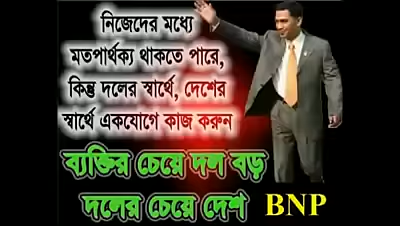 নিজেদের মধ্যে
মতপার্থক্য থাকতে পারে,
কিন্তু দলের স্বার্থে, দেশের
স্বার্থে একযোগে কাজ করুন
ব্যক্তির চেয়ে দল বড়
দলের চেয়ে দেশ BNP